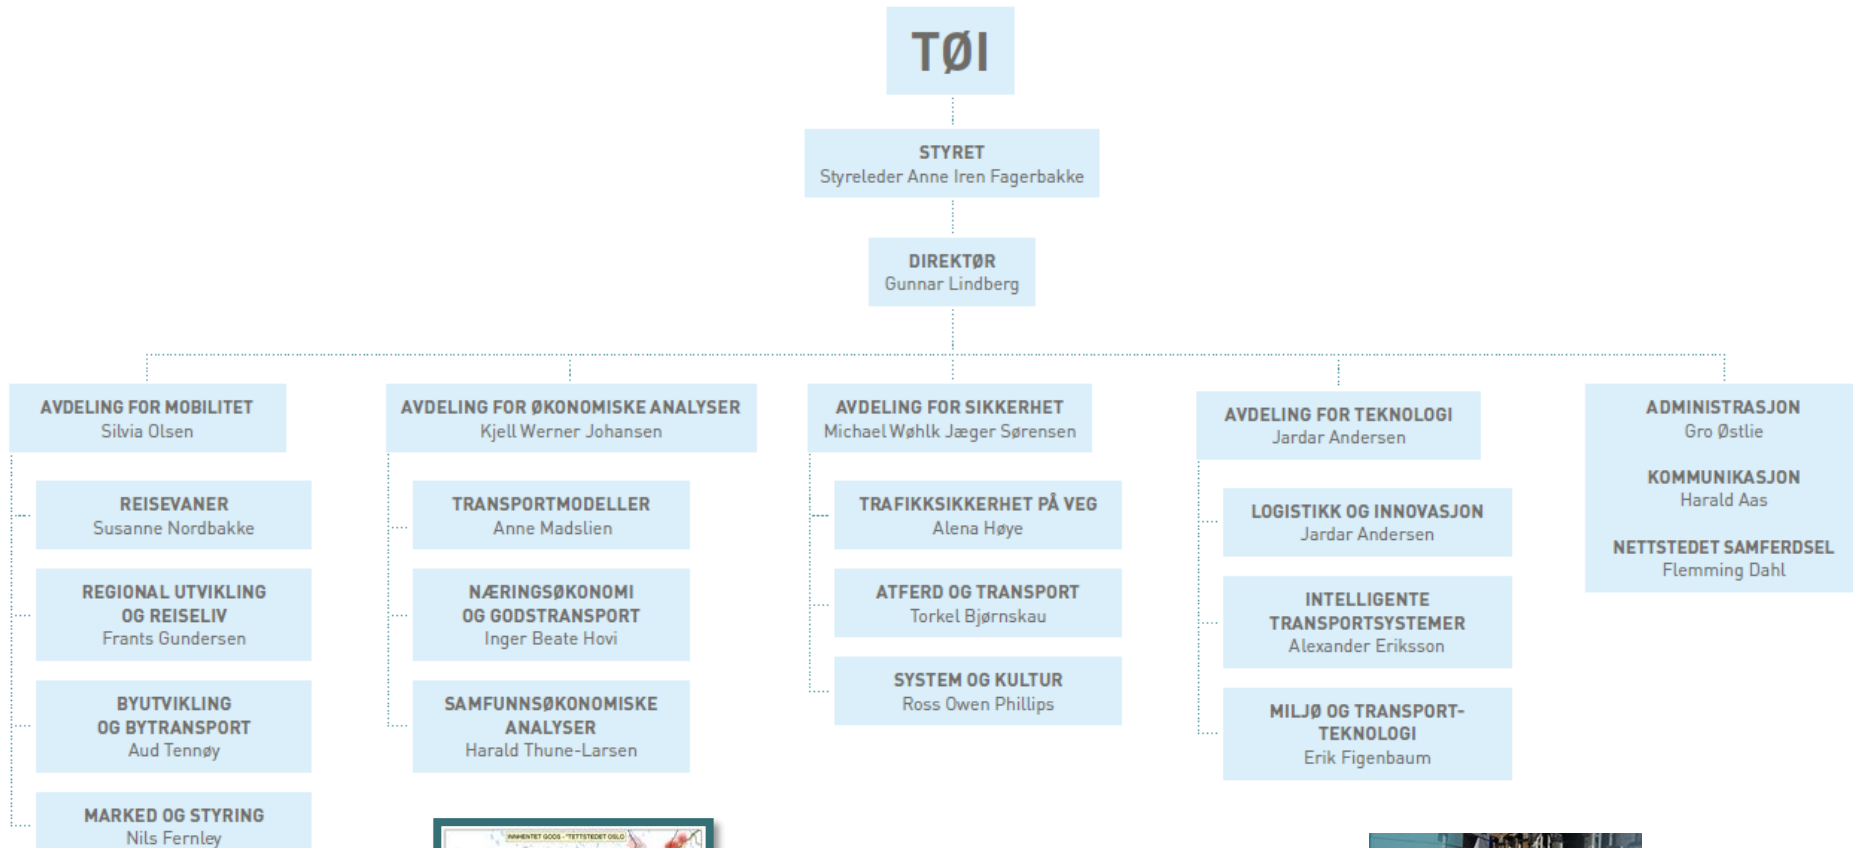 TØI
STYRET
Styreleder Anne Iren Fagerbakke
DIREKTØR
Gunnar Lindberg
AVDELING FOR MOBILITET
Silvia Olsen
REISEVANER
Susanne Nordbakke
REGIONAL UTVIKLING
OG REISELIV
Frants Gundersen
BYUTVIKLING
OG BYTRANSPORT
Aud Tennøy
MARKED OG STYRING
Nils Fernley
AVDELING FOR ØKONOMISKE ANALYSER
Kjell Werner Johansen
TRANSPORTMODELLER
Anne Madslien
NÆRINGSØKONOMI
OG GODSTRANSPORT
Inger Beate Hovi
SAMFUNNSØKONOMISKE
ANALYSER
Harald Thune-Larsen
AVDELING FOR SIKKERHET
Michael Wøhlk Jæger Sørensen
TRAFIKKSIKKERHET PÅ VEG
Alena Høye
ATFERD OG TRANSPORT
Torkel Bjørnskau
SYSTEM OG KULTUR
Ross Owen Phillips
AVDELING FOR TEKNOLOGI
Jardar Andersen
LOGISTIKK OG INNOVASJON
Jardar Andersen
INTELLIGENTE
TRANSPORTSYSTEMER
Alexander Eriksson
MILJØ OG TRANSPORT-
TEKNOLOGI
Erik Figenbaum
ADMINISTRASJON
Gro Østlie
KOMMUNIKASJON
Harald Aas
NETTSTEDET SAMFERDSEL
Flemming Dahl
INNHENTET GODS - "TETTSTEDET OSLO